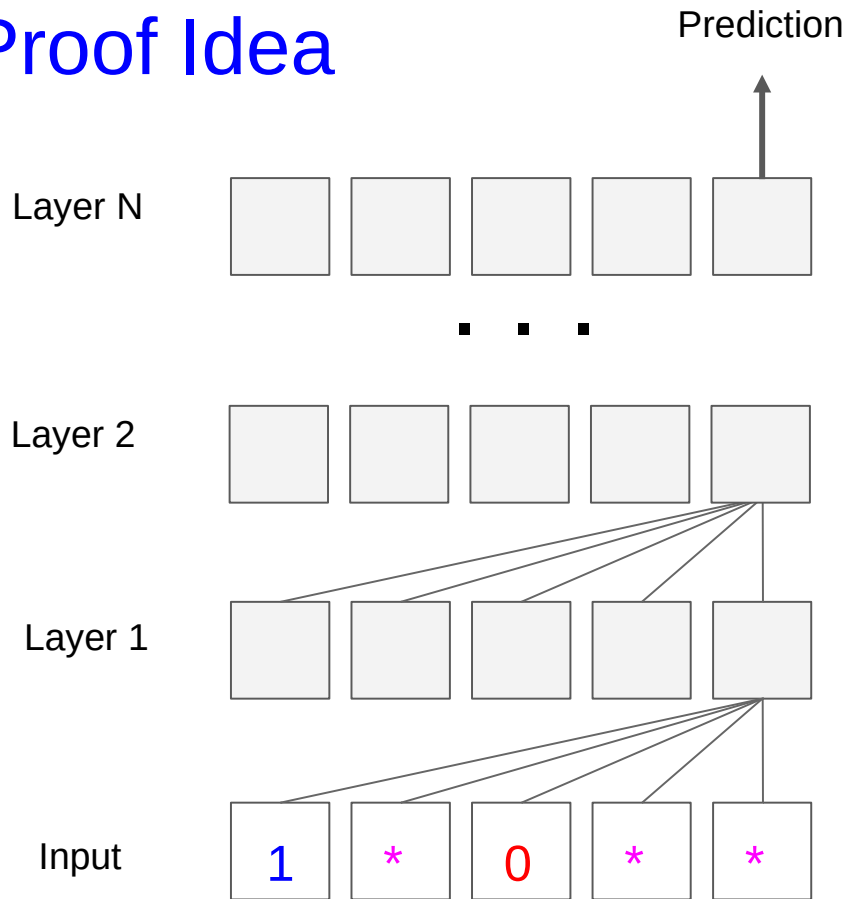 Proof Idea
Prediction
Layer N
. . .
Layer 2
Layer 1
Input 1 * 0 * *